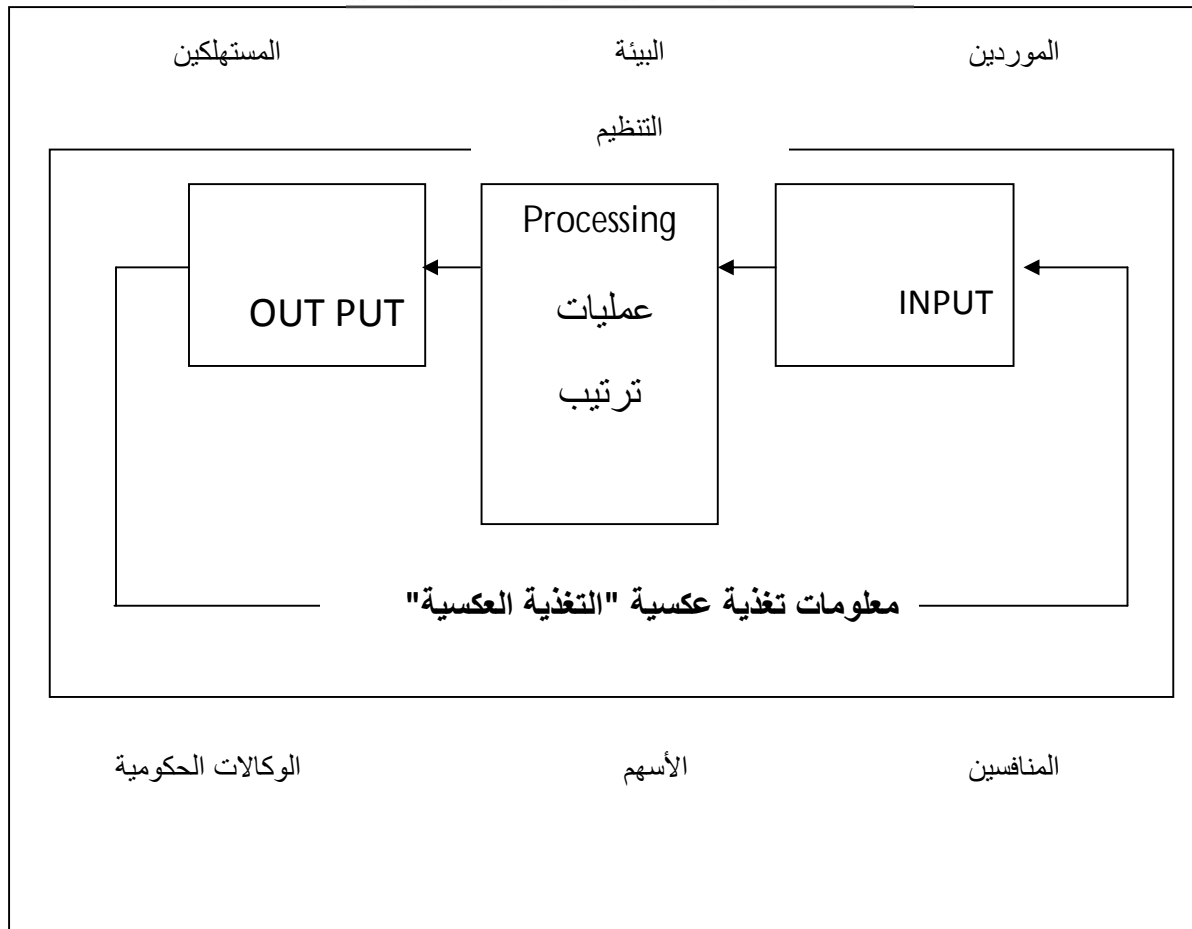 الموردين
البيئة
المستهلكين
التنظيم
INPUT
Processing
عمليات
ترتيب
OUT PUT
معلومات تغذية عكسية "التغذية العكسية"
المنافسين
الأسهم
الوكالات الحكومية